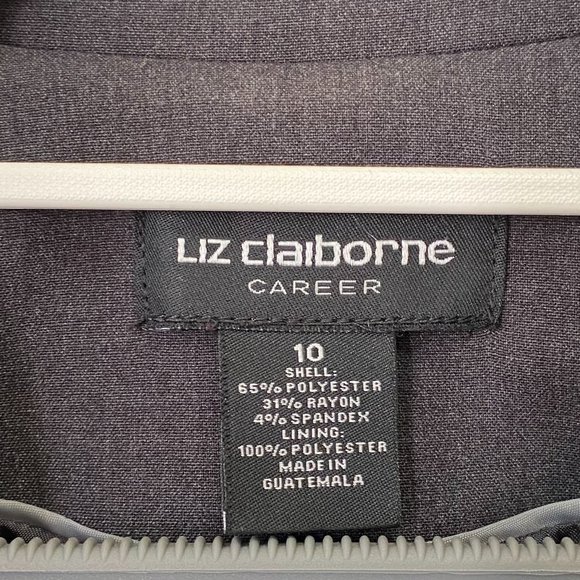 Liz claiborne
CAREER
10
SHELL:
65% POLYESTER
31% RAYON
4% SPANDEX
LINING:
100% POLYESTER
MADE IN
GUATEMALA